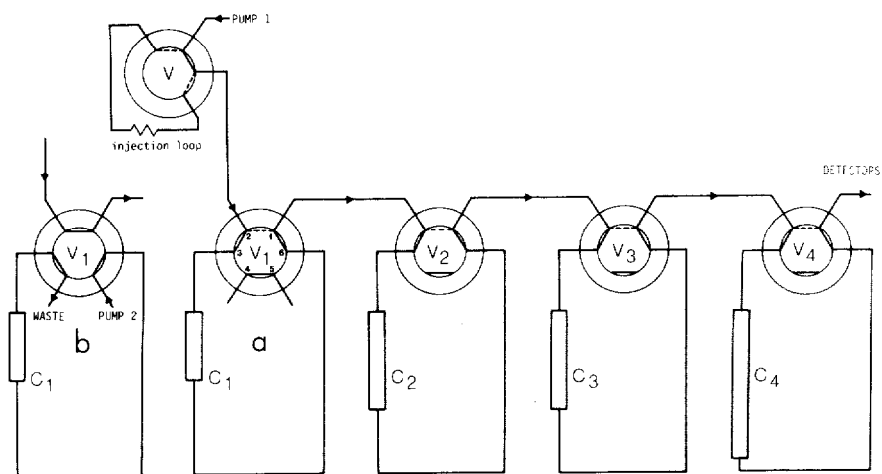 PUMP 1
V
injection loop
DETECTORS
V1
WASTE
PUMP 2
b
C1
2 1
3 V1 6
4 5
a
C1
V2
C2
V3
C3
V4
C4